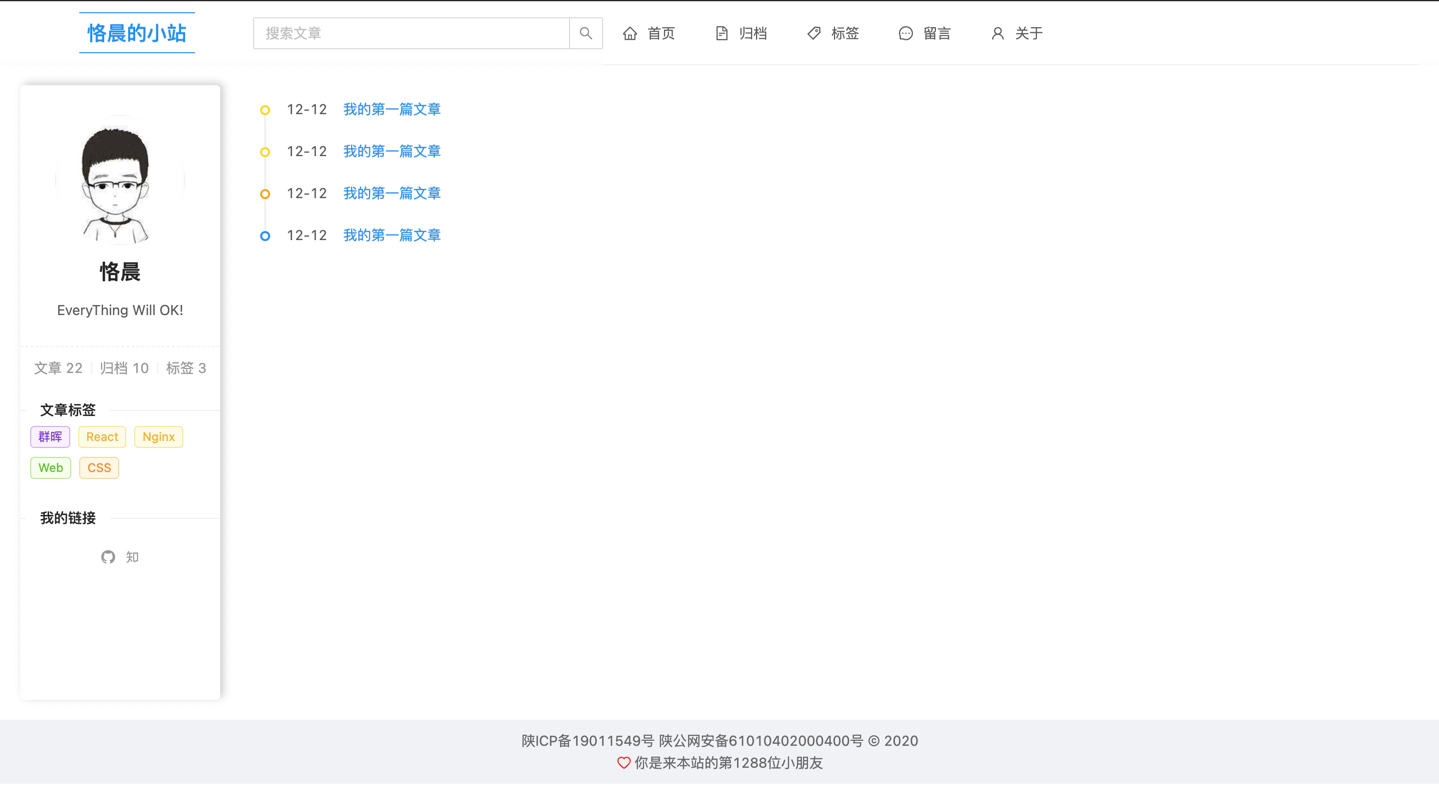 恪晨的小站
搜索文章
首页 归档 标签 留言 关于
恪晨
EveryThing Will OK!
文章 22 归档 10 标签 3
文章标签
群晖 React Nginx
Web CSS
我的链接
知
12-12 我的第一篇文章
12-12 我的第一篇文章
12-12 我的第一篇文章
12-12 我的第一篇文章
陕ICP备19011549号 陕公网安备61010402000400号 © 2020
你是来本站的第1288位小朋友